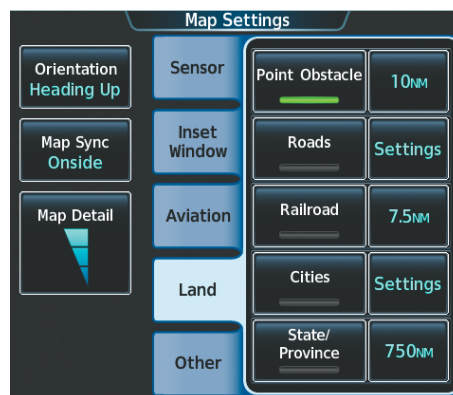 Map Settings
Orientation
Heading Up
Map Sync
Onside
Map Detail
Sensor
Inset
Window
Aviation
Land
Other
Point Obstacle
10NM
Roads
Settings
Railroad
7.5NM
Cities
Settings
State/
Province
750NM